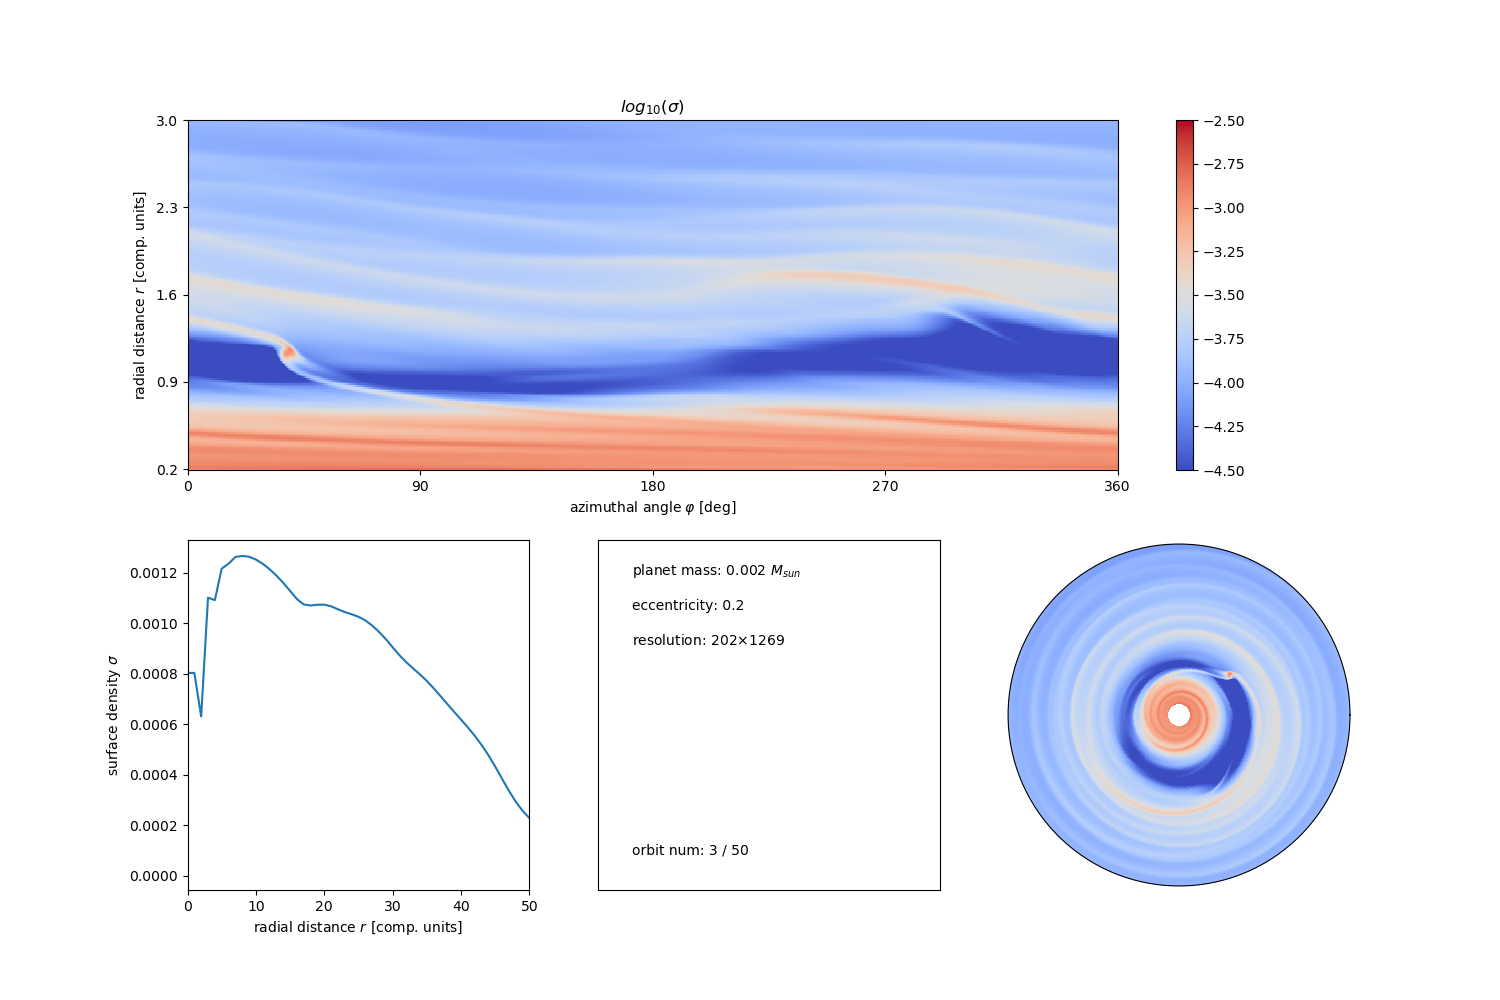 log₁₀(σ)
3.0
2.3
1.6
0.9
0.2
radial distance r [comp. units]
0 90 180 270 360
azimuthal angle φ [deg]
−2.50
−2.75
−3.00
−3.25
−3.50
−3.75
−4.00
−4.25
−4.50
0.0012
0.0010
0.0008
0.0006
0.0004
0.0002
0.0000
surface density σ
0 10 20 30 40 50
radial distance r [comp. units]
planet mass: 0.002 M_sun
eccentricity: 0.2
resolution: 202×1269
orbit num: 3 / 50